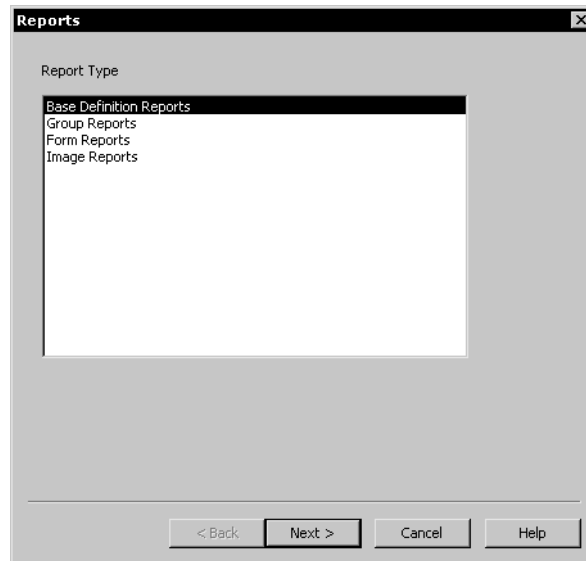 Reports
Report Type
Base Definition Reports
Group Reports
Form Reports
Image Reports
< Back Next > Cancel Help